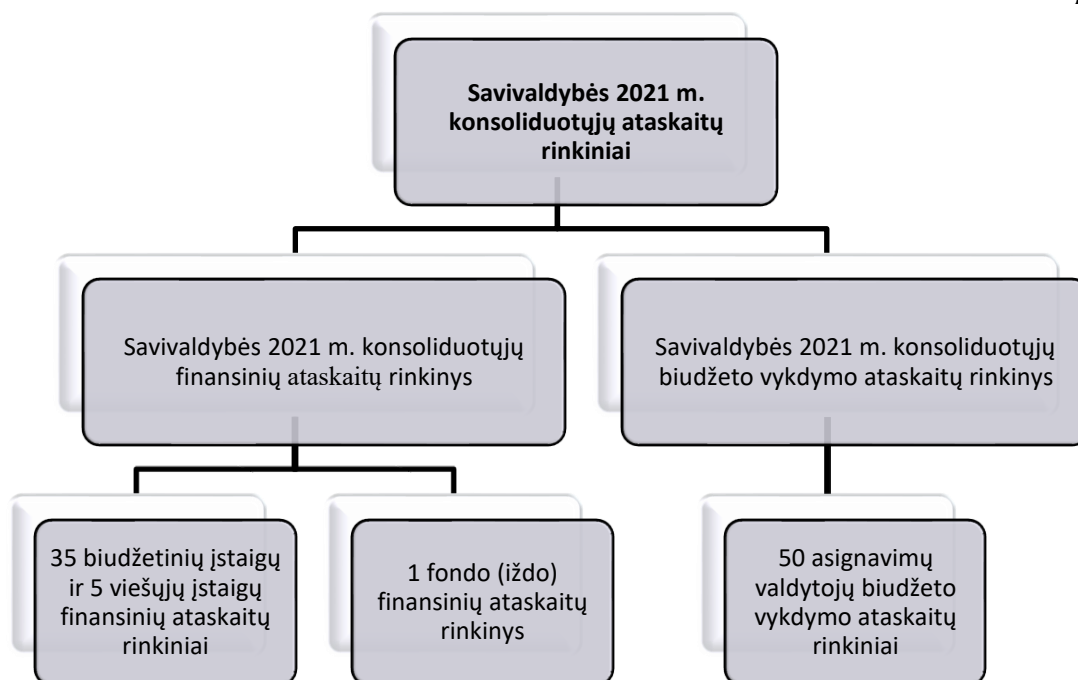 Savivaldybės 2021 m.
konsoliduotųjų ataskaitų
rinkiniai
Savivaldybės 2021 m. konsoliduotųjų
finansinių ataskaitų rinkinys
Savivaldybės 2021 m. konsoliduotųjų
biudžeto vykdymo ataskaitų rinkinys
35 biudžetinių įstaigų
ir 5 viešųjų įstaigų
finansinių ataskaitų
rinkiniai
1 fondo (iždo)
finansinių ataskaitų
rinkinys
50 asignavimų
valdytojų biudžeto
vykdymo ataskaitų
rinkiniai